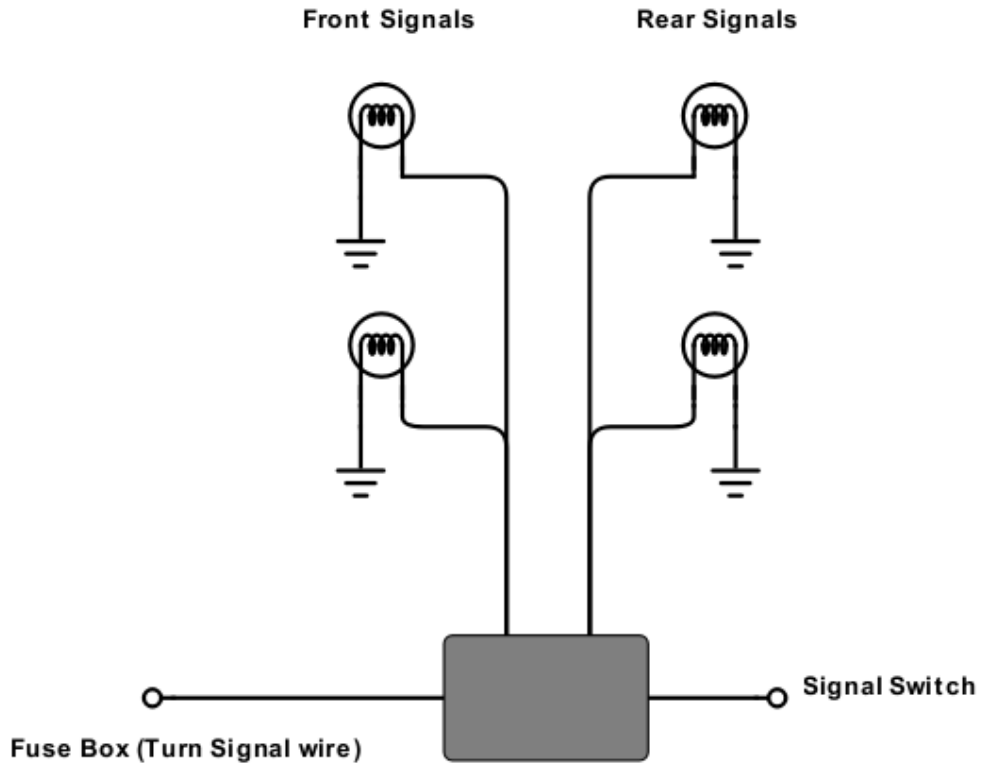 Front Signals
Rear Signals
Signal Switch
Fuse Box (Turn Signal wire)